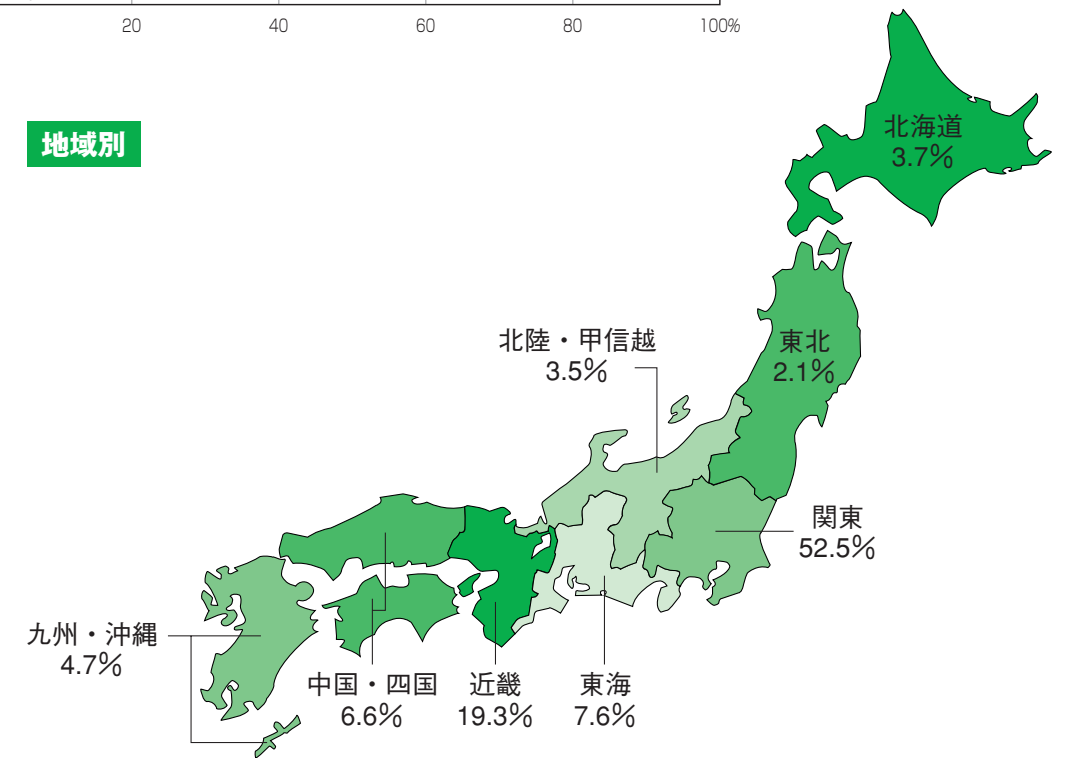 20 40 60 80 100%
地域別
北海道
3.7%
東北
2.1%
北陸・甲信越
3.5%
関東
52.5%
九州・沖縄
4.7%
中国・四国
6.6%
近畿
19.3%
東海
7.6%